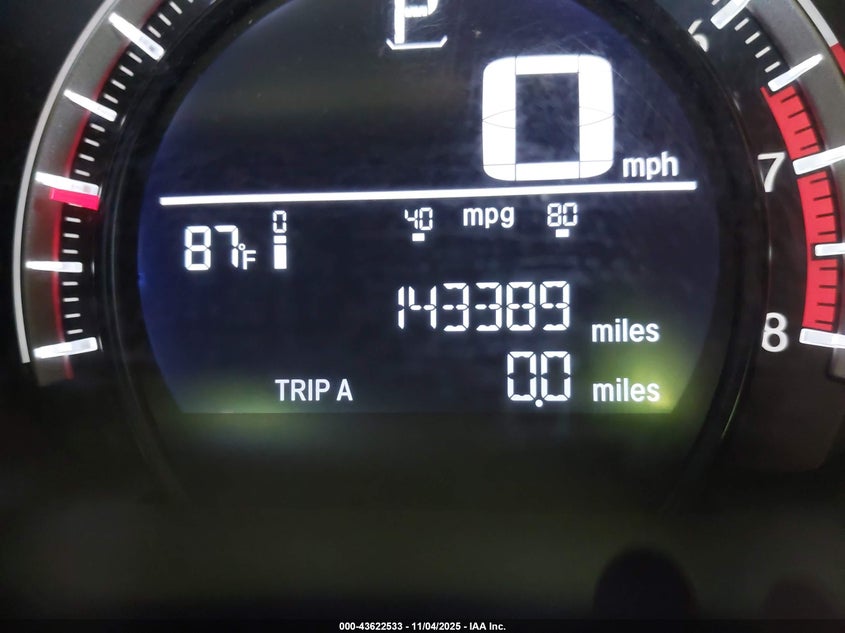 P
0 mph
6
7
8
0 40 mpg 80
87°F
143389 miles
TRIP A 0.0 miles
000-43622533 - 11/04/2025 - IAA Inc.